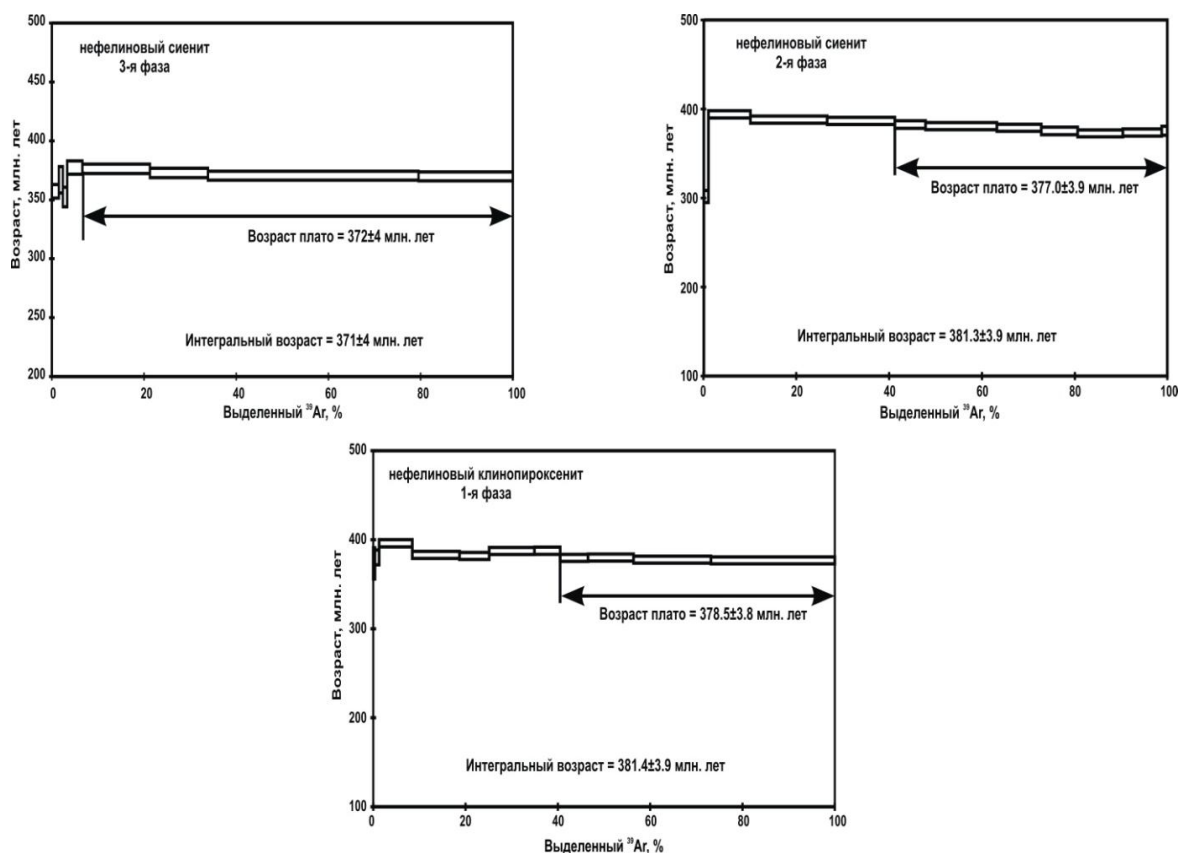 500
450
400
350
300
250
200
Возраст, млн. лет
нефелиновый сиенит
3-я фаза
Возраст плато = 372±4 млн. лет
Интегральный возраст = 371±4 млн. лет
0 20 40 60 80 100
Выделенный ³⁹Ar, %
500
400
300
200
100
Возраст, млн. лет
нефелиновый сиенит
2-я фаза
Возраст плато = 377.0±3.9 млн. лет
Интегральный возраст = 381.3±3.9 млн. лет
0 20 40 60 80 100
Выделенный ³⁹Ar, %
500
400
300
200
100
Возраст, млн. лет
нефелиновый клинопироксенит
1-я фаза
Возраст плато = 378.5±3.8 млн. лет
Интегральный возраст = 381.4±3.9 млн. лет
0 20 40 60 80 100
Выделенный ³⁹Ar, %